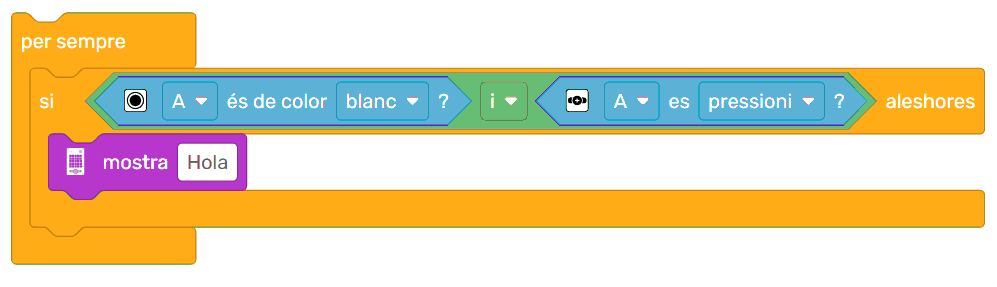 per sempre
si A és de color blanc ? i A es pressioni ? aleshores
mostra Hola